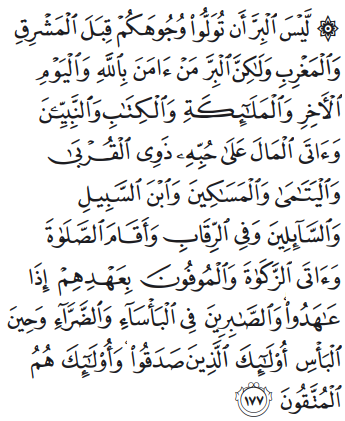 ۞ لَّيْسَ ٱلْبِرَّ أَن تُوَلُّوا۟ وُجُوهَكُمْ قِبَلَ ٱلْمَشْرِقِ
وَٱلْمَغْرِبِ وَلَٰكِنَّ ٱلْبِرَّ مَنْ ءَامَنَ بِٱللَّهِ وَٱلْيَوْمِ
ٱلْأَخِرِ وَٱلْمَلَٰٓئِكَةِ وَٱلْكِتَٰبِ وَٱلنَّبِيِّۦنَ
وَءَاتَى ٱلْمَالَ عَلَىٰ حُبِّهِۦ ذَوِى ٱلْقُرْبَىٰ
وَٱلْيَتَٰمَىٰ وَٱلْمَسَٰكِينَ وَٱبْنَ ٱلسَّبِيلِ
وَٱلسَّآئِلِينَ وَفِى ٱلرِّقَابِ وَأَقَامَ ٱلصَّلَوٰةَ
وَءَاتَى ٱلزَّكَوٰةَ وَٱلْمُوفُونَ بِعَهْدِهِمْ إِذَا
عَٰهَدُوا۟ ۖ وَٱلصَّٰبِرِينَ فِى ٱلْبَأْسَآءِ وَٱلضَّرَّآءِ وَحِينَ
ٱلْبَأْسِ أُو۟لَٰٓئِكَ ٱلَّذِينَ صَدَقُوا۟ ۖ وَأُو۟لَٰٓئِكَ هُمُ
ٱلْمُتَّقُونَ ١٧٧